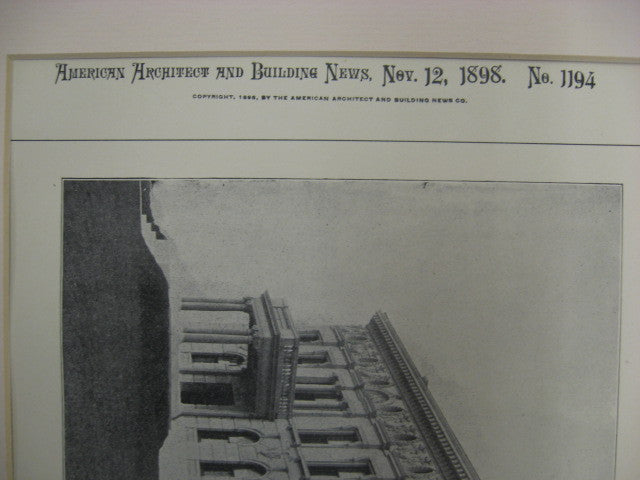 AMERICAN ARCHITECT AND BUILDING NEWS, NOV. 12, 1898. NO. 1194
COPYRIGHT, 1898, BY THE AMERICAN ARCHITECT AND BUILDING NEWS CO.